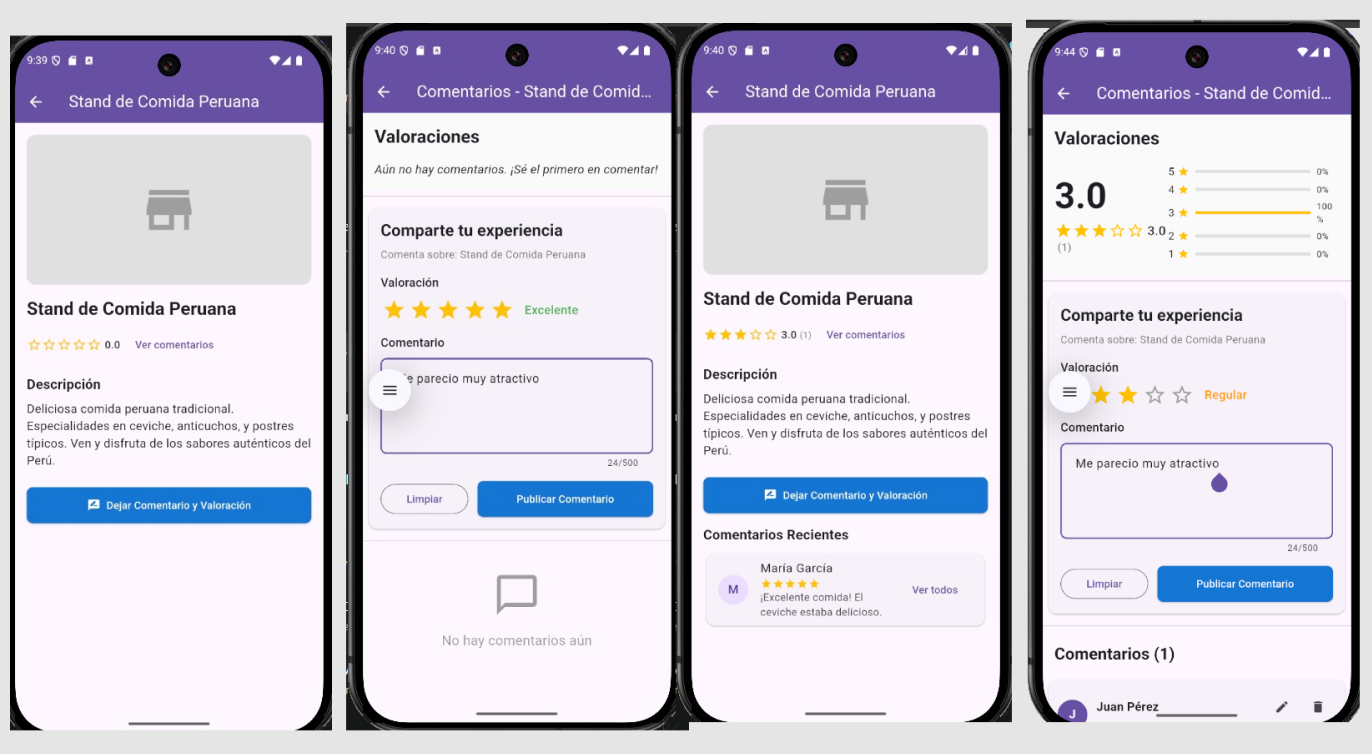 9:39
Stand de Comida Peruana
Stand de Comida Peruana
0.0 Ver comentarios
Descripción
Deliciosa comida peruana tradicional.
Especialidades en ceviche, anticuchos, y postres
típicos. Ven y disfruta de los sabores auténticos del
Perú.
Dejar Comentario y Valoración
9:40
Comentarios - Stand de Comid...
Valoraciones
Aún no hay comentarios. ¡Sé el primero en comentar!
Comparte tu experiencia
Comenta sobre: Stand de Comida Peruana
Valoración
Excelente
Comentario
e parecio muy atractivo
24/500
Limpiar Publicar Comentario
No hay comentarios aún
9:40
Stand de Comida Peruana
Stand de Comida Peruana
3.0 (1) Ver comentarios
Descripción
Deliciosa comida peruana tradicional.
Especialidades en ceviche, anticuchos, y postres
típicos. Ven y disfruta de los sabores auténticos del
Perú.
Dejar Comentario y Valoración
Comentarios Recientes
M
María García
¡Excelente comida! El
ceviche estaba delicioso.
Ver todos
9:44
Comentarios - Stand de Comid...
Valoraciones
3.0
3.0
(1)
5 0%
4 0%
3 100
%
2 0%
1 0%
Comparte tu experiencia
Comenta sobre: Stand de Comida Peruana
Valoración
Regular
Comentario
Me parecio muy atractivo
24/500
Limpiar Publicar Comentario
Comentarios (1)
J Juan Pérez